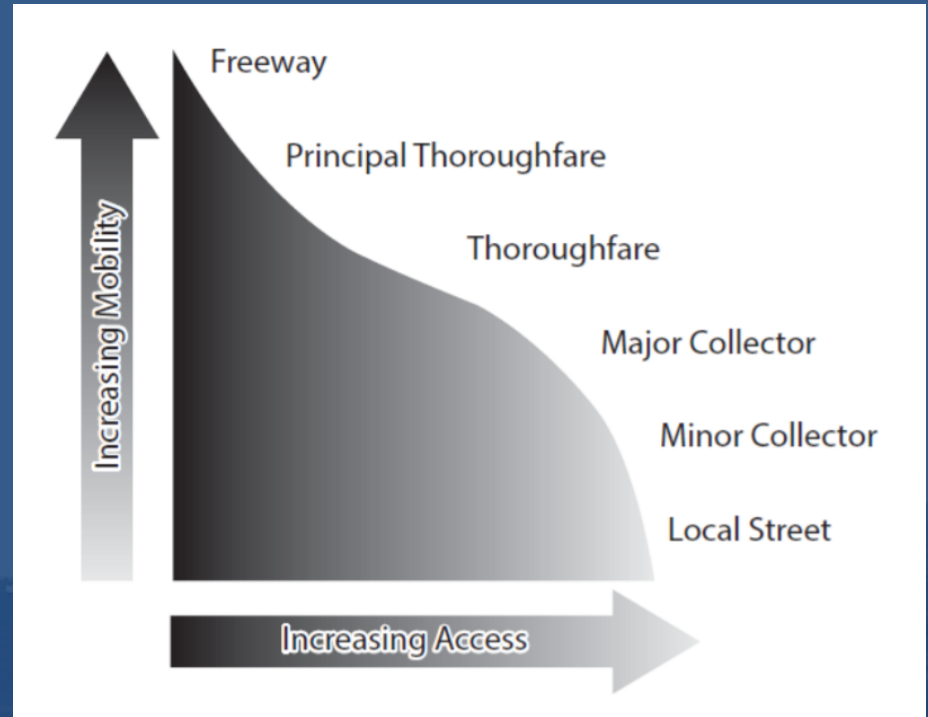 Freeway
Principal Thoroughfare
Thoroughfare
Major Collector
Minor Collector
Local Street
Increasing Mobility
Increasing Access